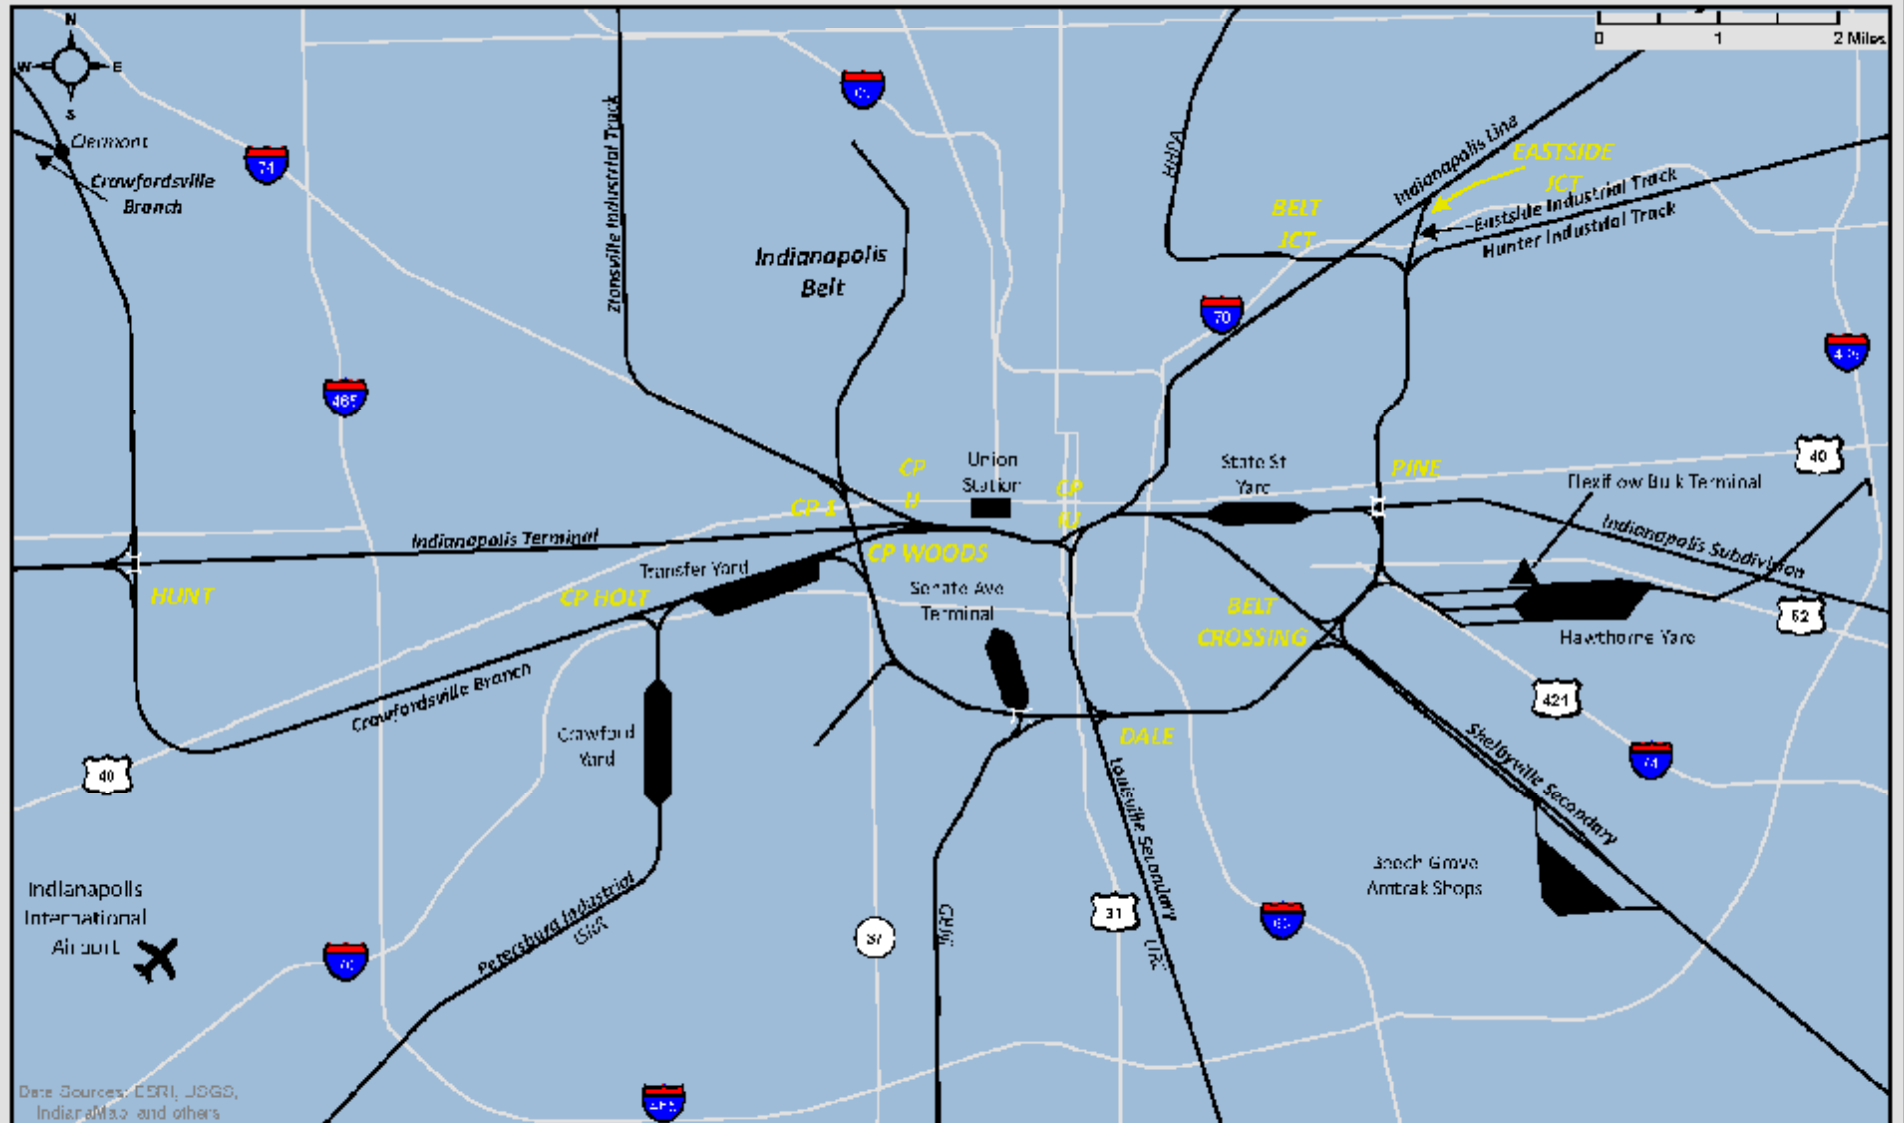 N
W
E
S
0
1
2 Miles
Clermont
Crawfordsville
Branch
74
Zionsville Industrial Track
Indianapolis
Belt
HHPA
Indianapolis Line
EASTSIDE
JCT
Eastside Industrial Track
Hunter Industrial Track
BELT
JCT
70
465
CP
IJ
Union
Station
CP
State St
Yard
PINE
40
Flexiflow Bulk Terminal
CP 1
Indianapolis Terminal
CP WOODS
Indianapolis Subdivision
HUNT
Transfer Yard
CP HOLT
Senate Ave
Terminal
BELT
CROSSING
52
Hawthorne Yard
Crawfordsville Branch
421
Crawford
Yard
DALE
Shelbyville Secondary
74
40
Louisville Secondary
Beech Grove
Amtrak Shops
Indianapolis
International
Airport
Petersburg Industrial
31
65
70
LIRC
Data Sources: ESRI, USGS,
IndianaMap and others